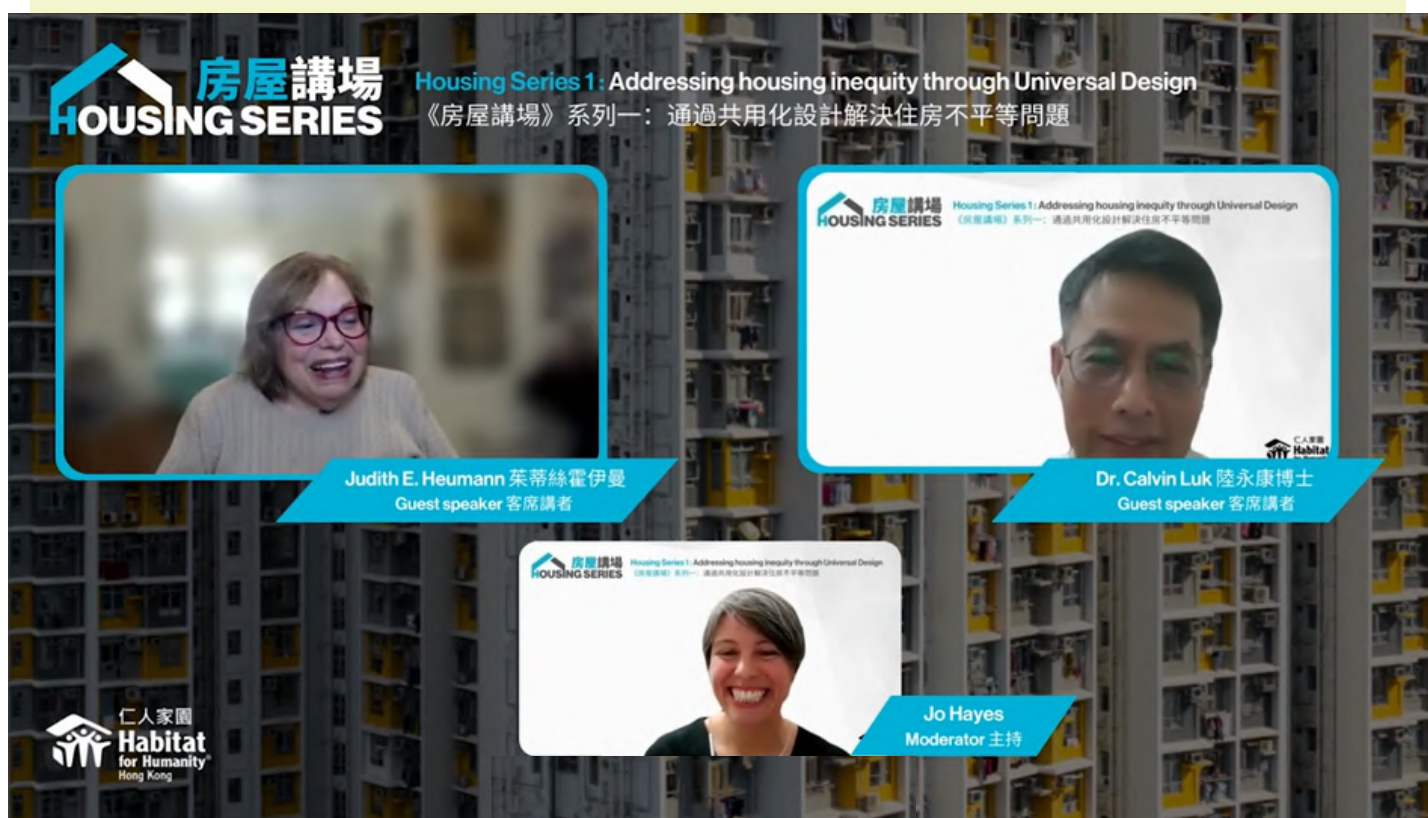 房屋講場
HOUSING SERIES
Housing Series 1: Addressing housing inequity through Universal Design
《房屋講場》系列一：通過共用化設計解決住房不平等問題
房屋講場
HOUSING SERIES
Housing Series 1: Addressing housing inequity through Universal Design
《房屋講場》系列一：通過共用化設計解決住房不平等問題
仁人家園
Habitat
Judith E. Heumann 茱蒂絲霍伊曼
Guest speaker 客席講者
Dr. Calvin Luk 陸永康博士
Guest speaker 客席講者
房屋講場
HOUSING SERIES
Housing Series 1: Addressing housing inequity through Universal Design
《房屋講場》系列一：通過共用化設計解決住房不平等問題
Jo Hayes
Moderator 主持
仁人家園
Habitat
for Humanity®
Hong Kong